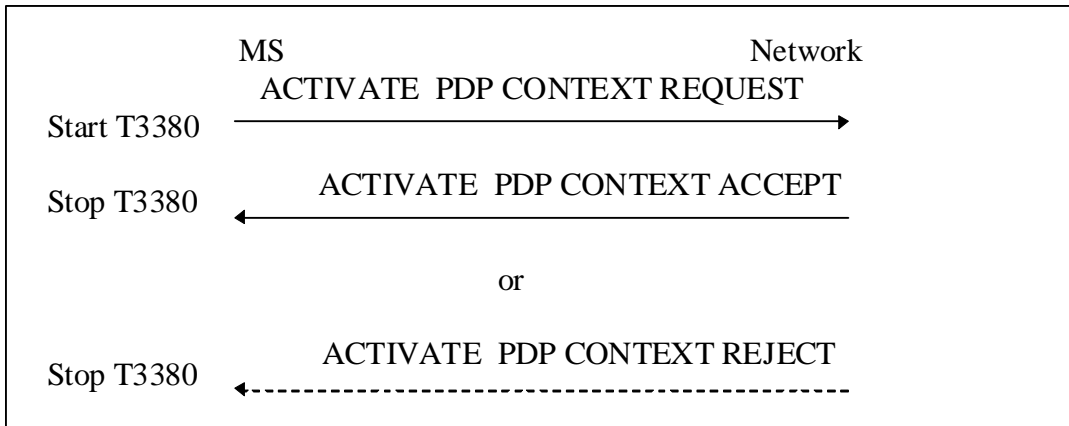 MS Network
ACTIVATE PDP CONTEXT REQUEST
Start T3380
ACTIVATE PDP CONTEXT ACCEPT
Stop T3380
or
ACTIVATE PDP CONTEXT REJECT
Stop T3380